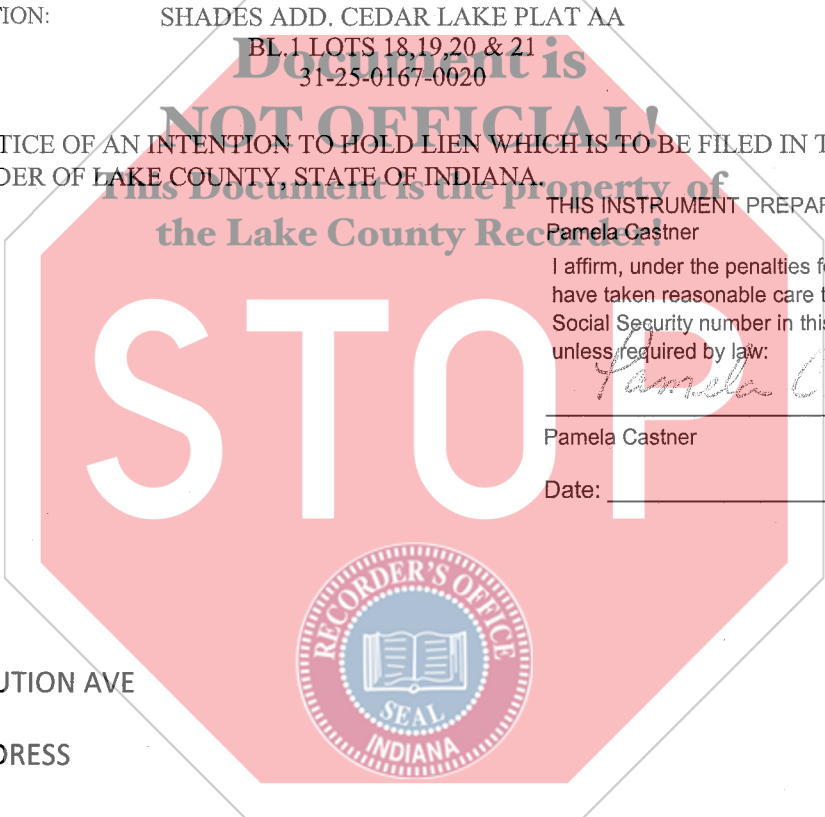 TION: SHADES ADD. CEDAR LAKE PLAT AA
BL.1 LOTS 18,19,20 & 21
31-25-0167-0020
Document is
NOT OFFICIAL!
TICE OF AN INTENTION TO HOLD LIEN WHICH IS TO BE FILED IN T
DER OF LAKE COUNTY, STATE OF INDIANA.
This Document is the property of
the Lake County Recorder!
THIS INSTRUMENT PREPAR
Pamela Castner
I affirm, under the penalties f
have taken reasonable care t
Social Security number in this
unless required by law:
Pamela C
Pamela Castner
Date:
STOP
RECORDER'S OFFICE
SEAL
INDIANA
UTION AVE
DRESS